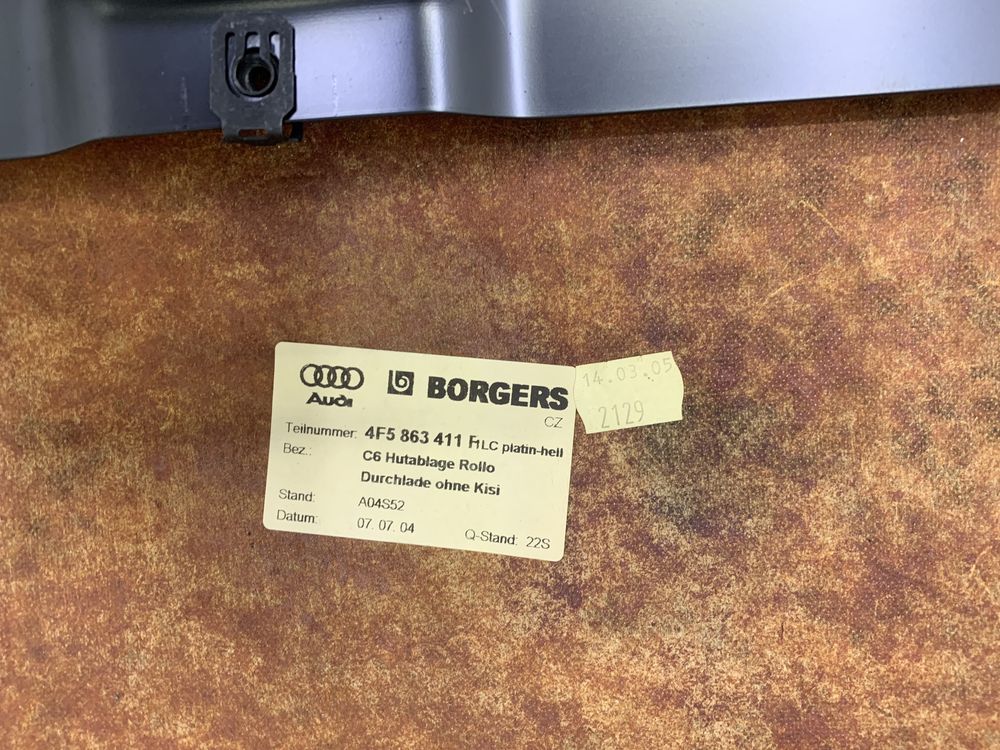 Audi BORGERS
CZ
Teilnummer: 4F5 863 411 F 1LC platin-hell
Bez.: C6 Hutablage Rollo
Durchlade ohne Kisi
Stand: A04S52
Datum: 07. 07. 04 Q-Stand: 22S
14.03.05
2129